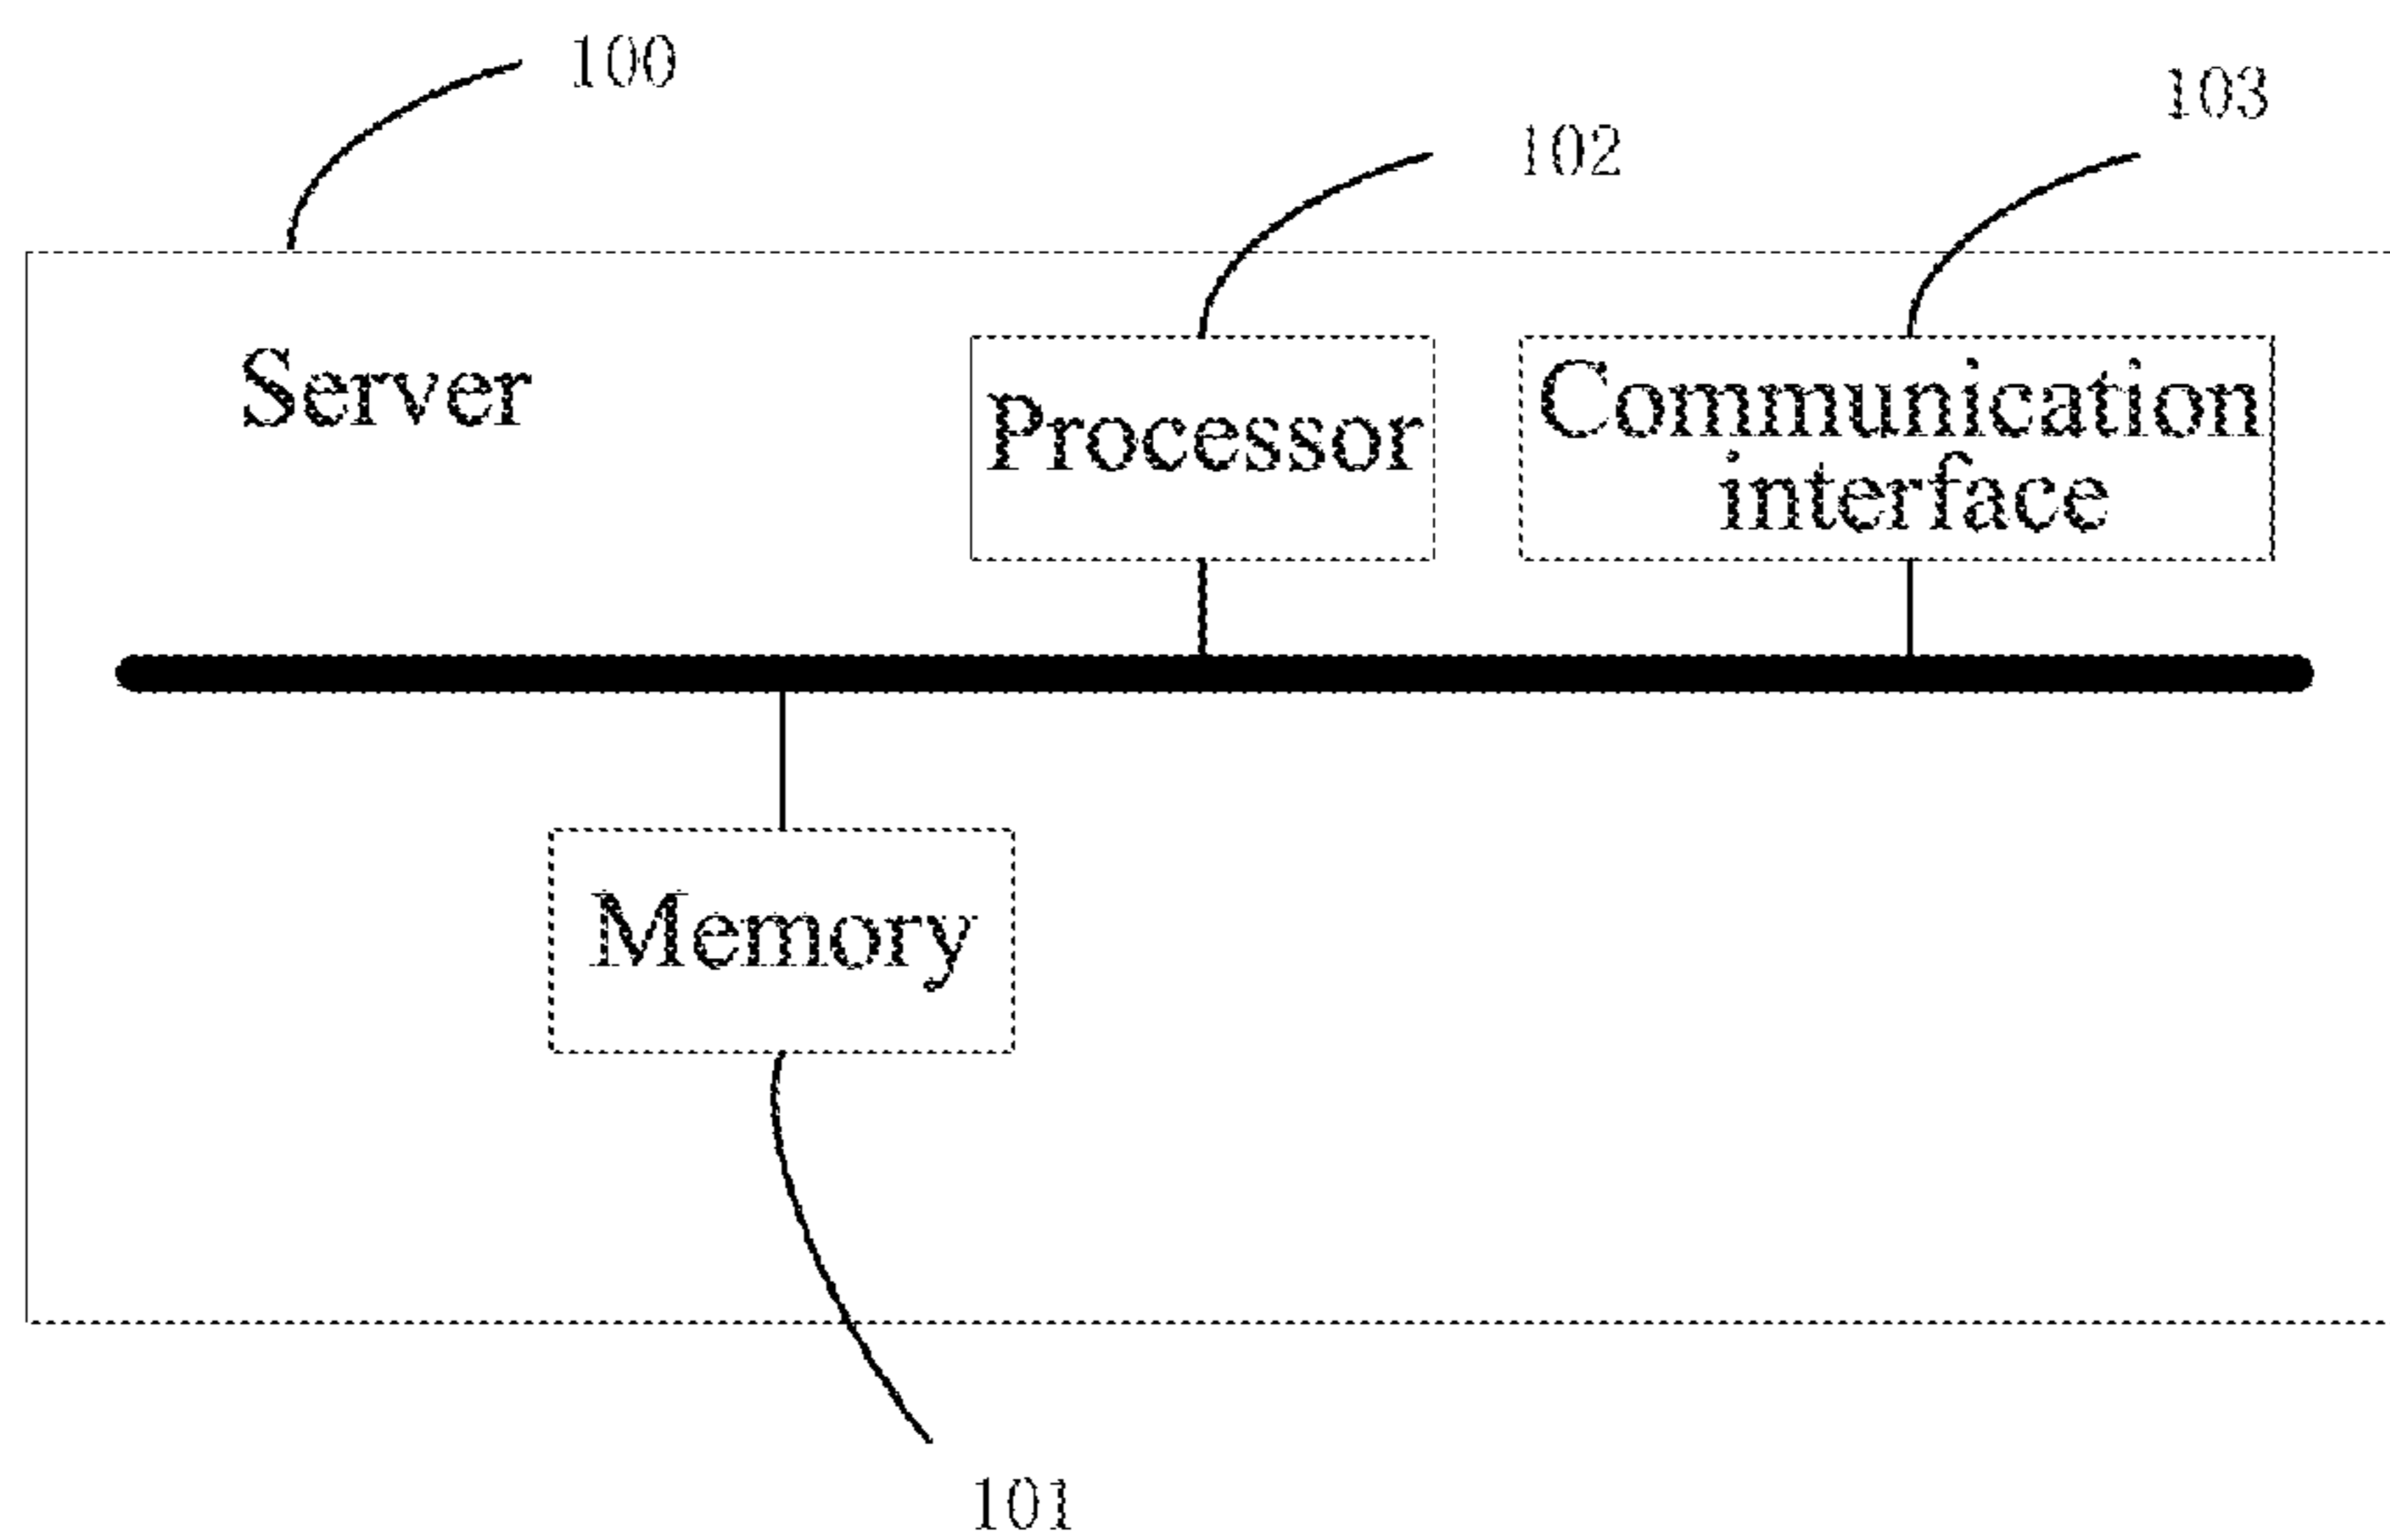 100
103
102
Server
Processor
Communication
interface
Memory
101